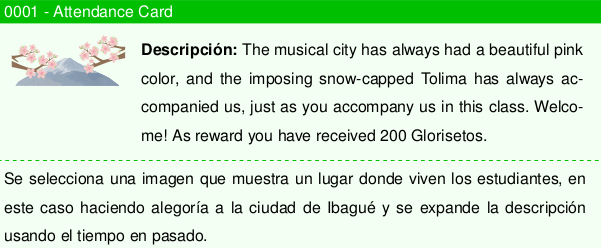 0001 - Attendance Card
Descripción: The musical city has always had a beautiful pink
color, and the imposing snow-capped Tolima has always ac-
companied us, just as you accompany us in this class. Welco-
me! As reward you have received 200 Glorisetos.
Se selecciona una imagen que muestra un lugar donde viven los estudiantes, en
este caso haciendo alegoría a la ciudad de Ibagué y se expande la descripción
usando el tiempo en pasado.